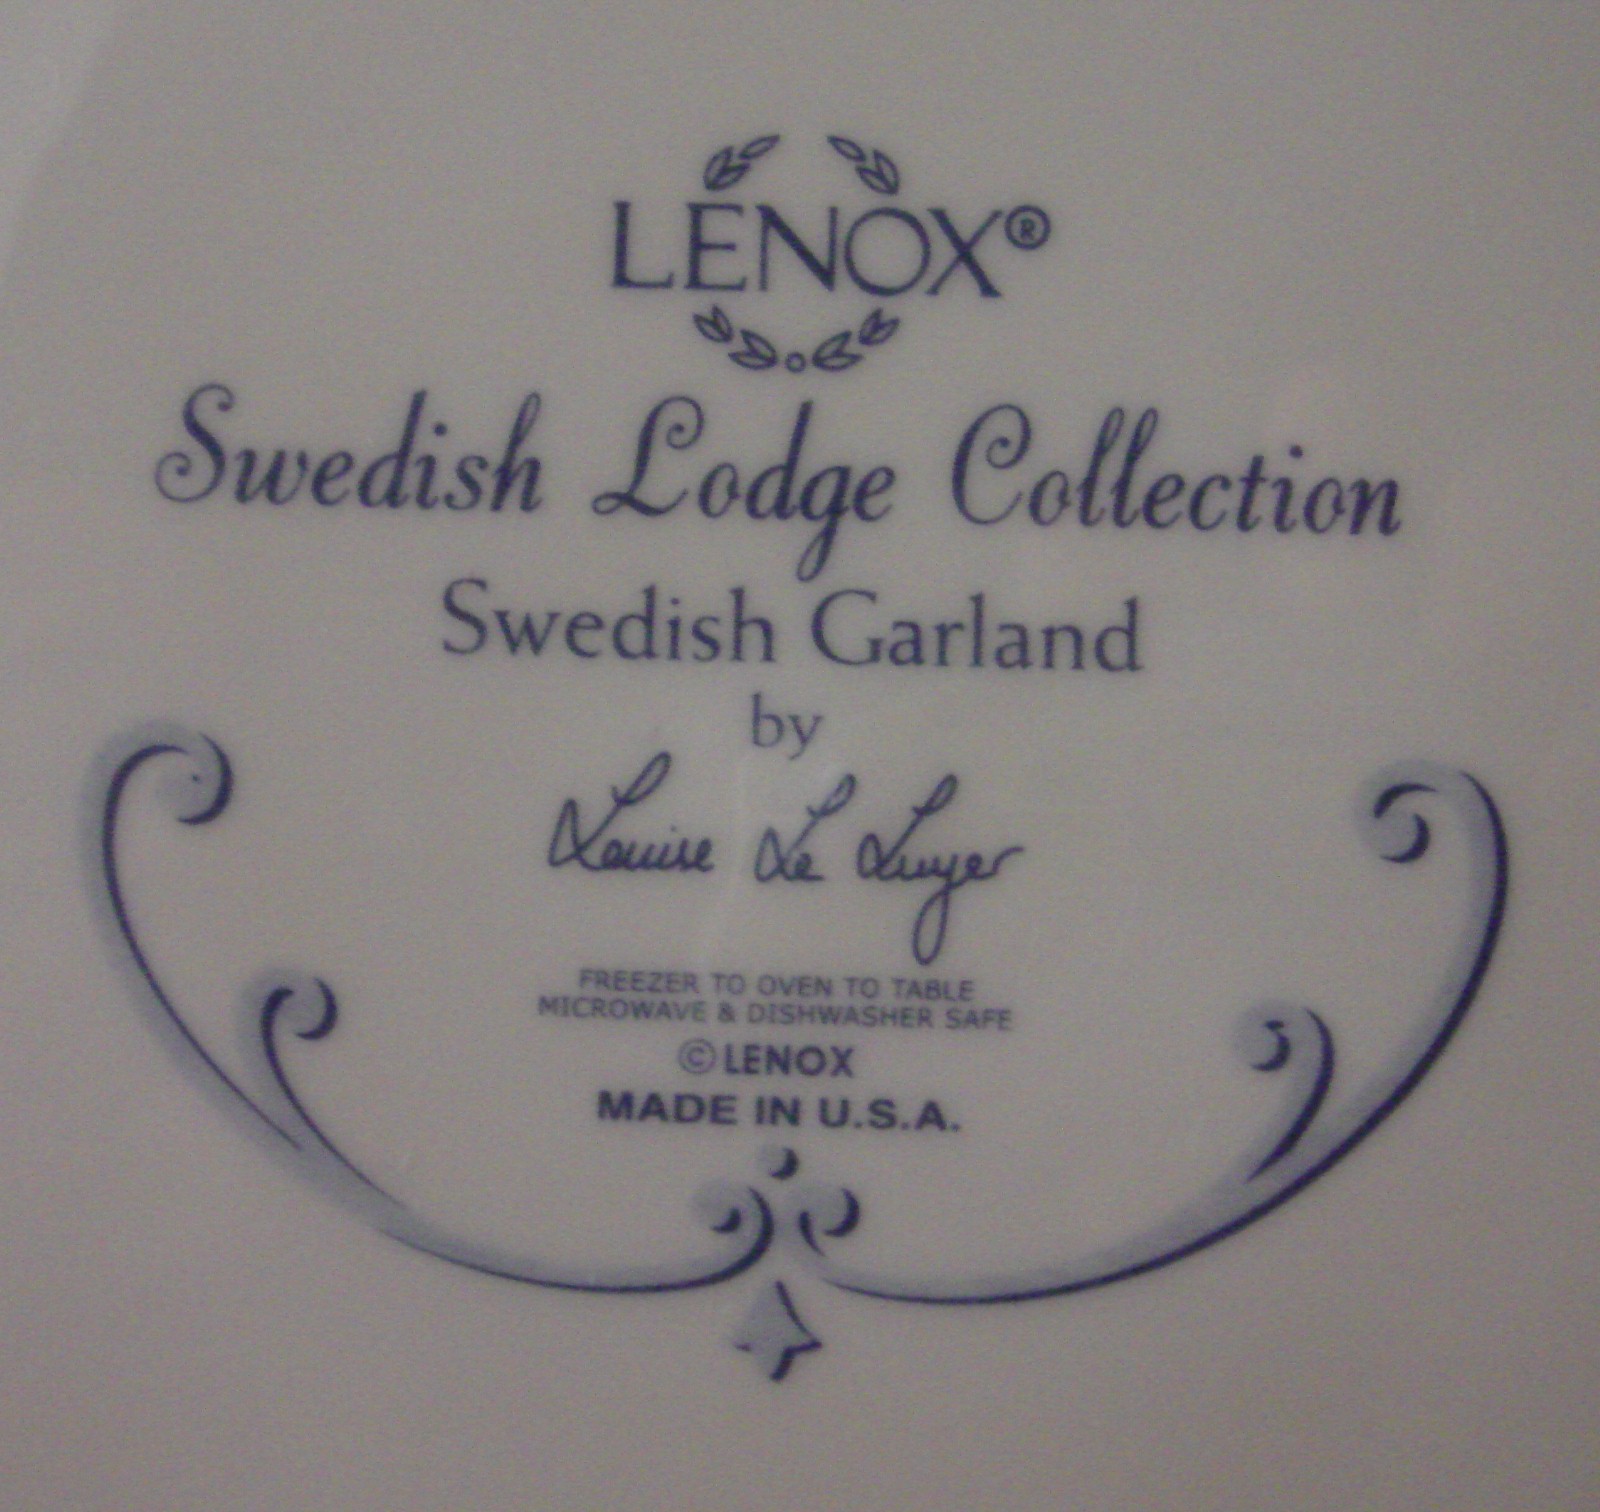 LENOX®
Swedish Lodge Collection
Swedish Garland
by
Louise Le Luyer
FREEZER TO OVEN TO TABLE
MICROWAVE & DISHWASHER SAFE
©LENOX
MADE IN U.S.A.